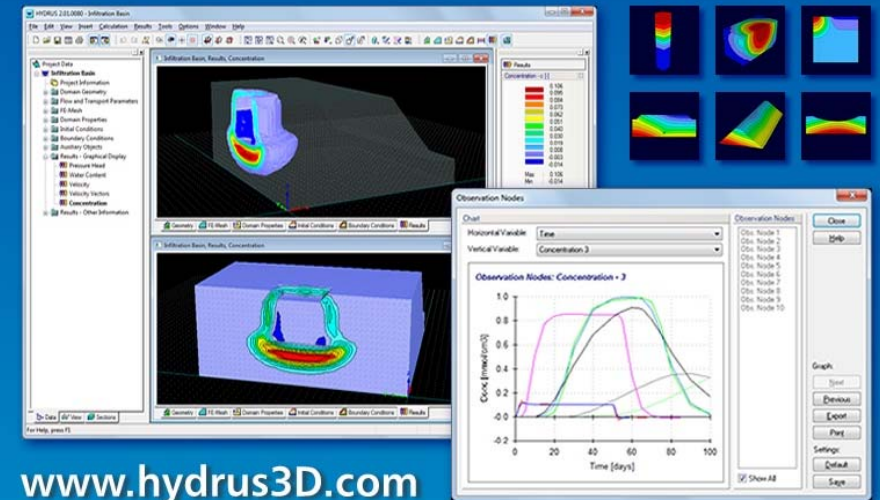 HYDRUS 2.01.0080 - Infiltration Basin
File Edit View Insert Calculation Results Tools Options Window Help
Project Data
Infiltration Basin
Project Information
Domain Geometry
Flow and Transport Parameters
FE-Mesh
Domain Properties
Initial Conditions
Boundary Conditions
Auxiliary Objects
Results - Graphical Display
Pressure Head
Water Content
Velocity
Velocity Vectors
Concentration
Results - Other Information
Data View Sections
For Help, press F1
Infiltration Basin, Results, Concentration
Geometry FE-Mesh Domain Properties Initial Conditions Boundary Conditions Results
Infiltration Basin, Results, Concentration
Geometry FE-Mesh Domain Properties Initial Conditions Boundary Conditions Results
Results
0.106
0.095
0.084
0.073
0.062
0.051
0.040
0.030
0.019
0.008
-0.003
-0.014
Max 0.106
Min -0.014
Observation Nodes
Chart
Horizontal Variable: Time
Vertical Variable: Concentration 3
Observation Nodes: Concentration - 3
Conc [mmol/cm3]
1.0
0.8
0.6
0.4
0.2
-0.0
-0.2
0 20 40 60 80 100
Time [days]
Observation Nodes
Obs. Node 1
Obs. Node 2
Obs. Node 3
Obs. Node 4
Obs. Node 5
Obs. Node 6
Obs. Node 7
Obs. Node 8
Obs. Node 9
Obs. Node 10
Show All
Close
Help
Graph:
Next
Previous
Export
Print
Settings:
Default
Save
www.hydrus3D.com